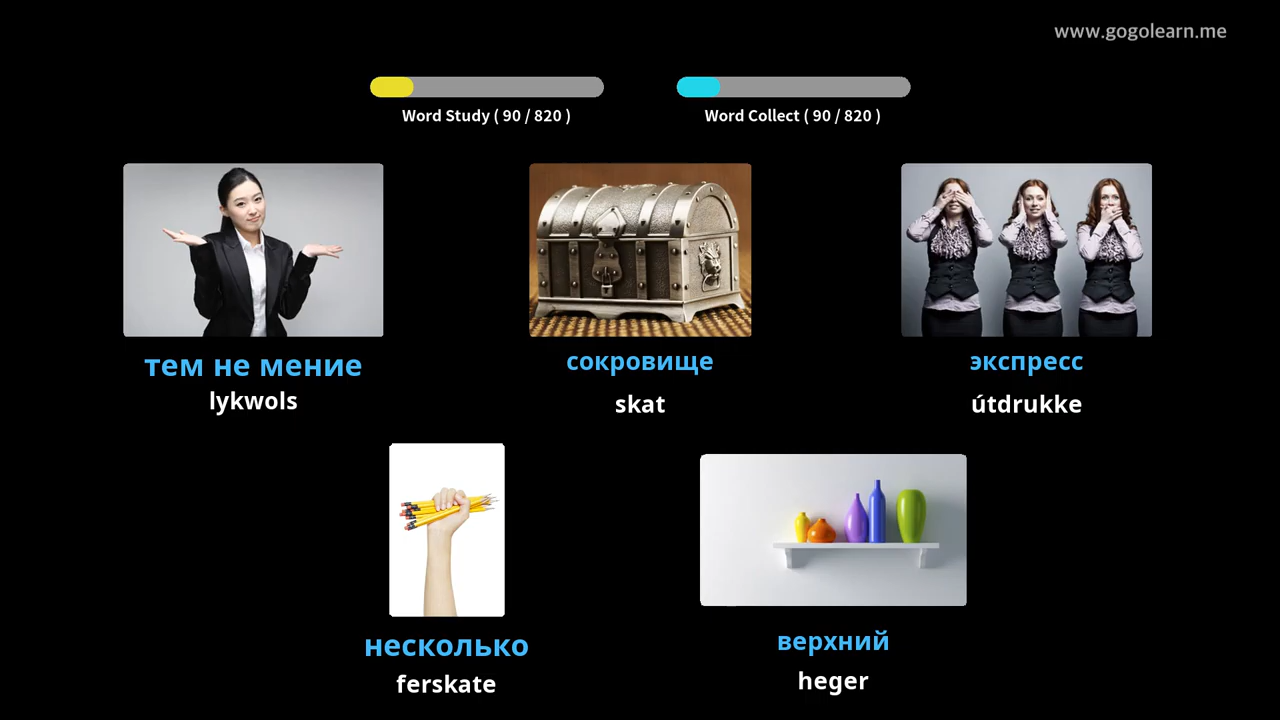 www.gogolearn.me
Word Study ( 90 / 820 )
Word Collect ( 90 / 820 )
тем не мение
lykwols
сокровище
skat
экспресс
útdrukke
несколько
ferskate
верхний
heger